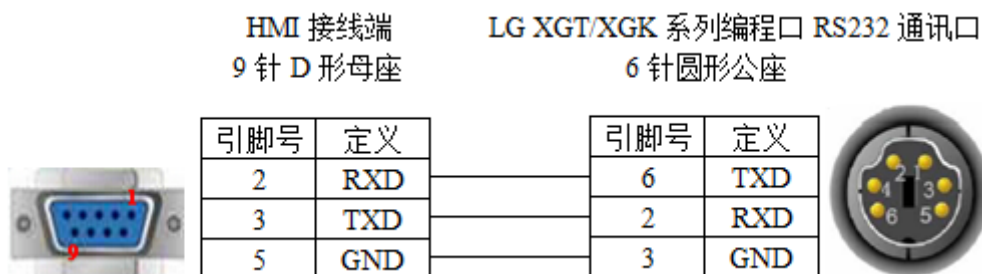 HMI 接线端
9 针 D 形母座
LG XGT/XGK 系列编程口 RS232 通讯口
6 针圆形公座
引脚号 定义
2 RXD
3 TXD
5 GND
引脚号 定义
6 TXD
2 RXD
3 GND
1
9
2 1
4 3
6 5